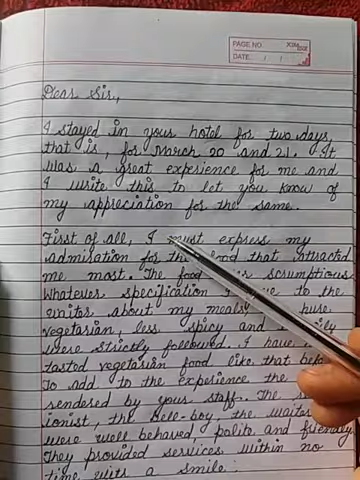 PAGE NO.
DATE / /
Dear Sir,
I stayed in your hotel for two days,
that is, for March 20 and 21. It
was a great experience for me and
I write this to let you know of
my appreciation for the same.
First of all, I must express my
admiration for the food that attracted
me most. The food scrumptious
Whatever specification to the
waiter about my meals
vegetarian, less spicy and
were strictly followed. I have
tasted vegetarian food like that
To add to the experience the
rendered by your staff. The
ionist, the bell-boy the
were well behaved, polite and friendly
They provided services within no
time with a smile.